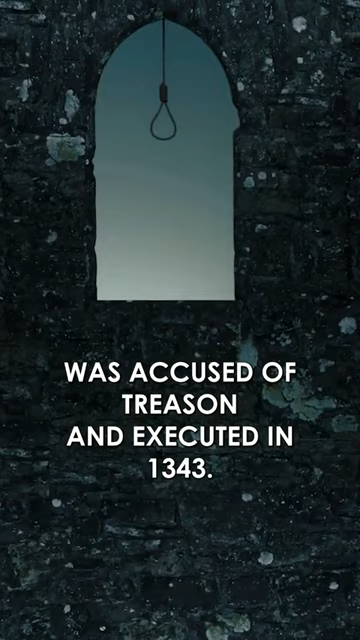 WAS ACCUSED OF
TREASON
AND EXECUTED IN
1343.